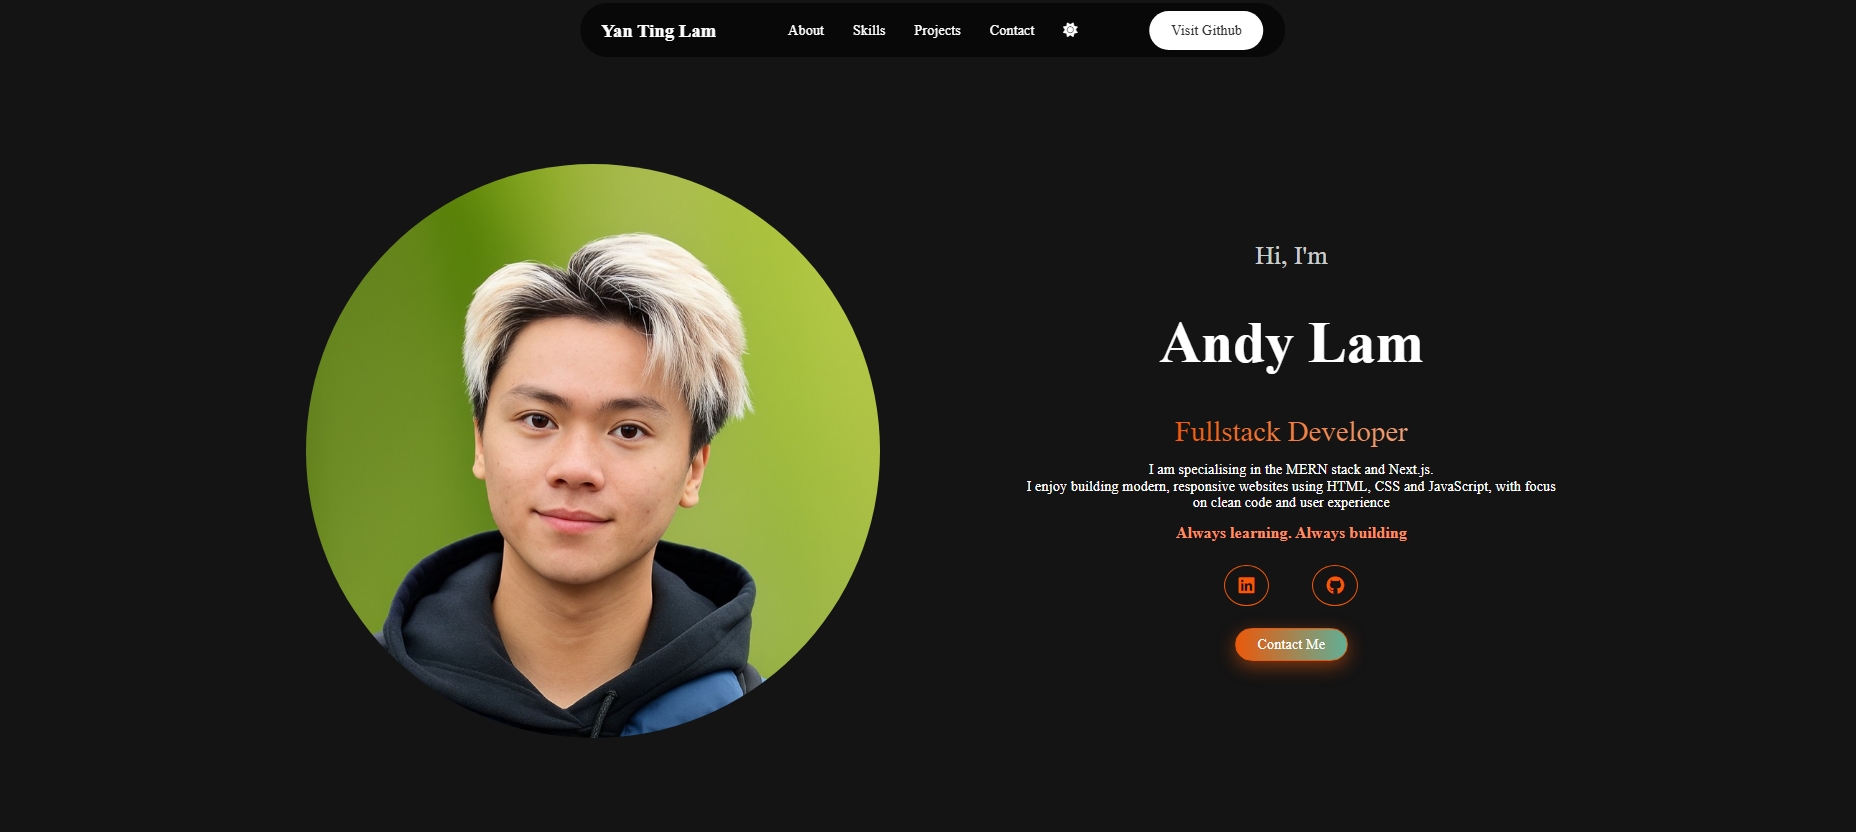 Yan Ting Lam
About
Skills
Projects
Contact
Visit Github
Hi, I'm
Andy Lam
Fullstack Developer
I am specialising in the MERN stack and Next.js.
I enjoy building modern, responsive websites using HTML, CSS and JavaScript, with focus
on clean code and user experience
Always learning. Always building
in
Contact Me